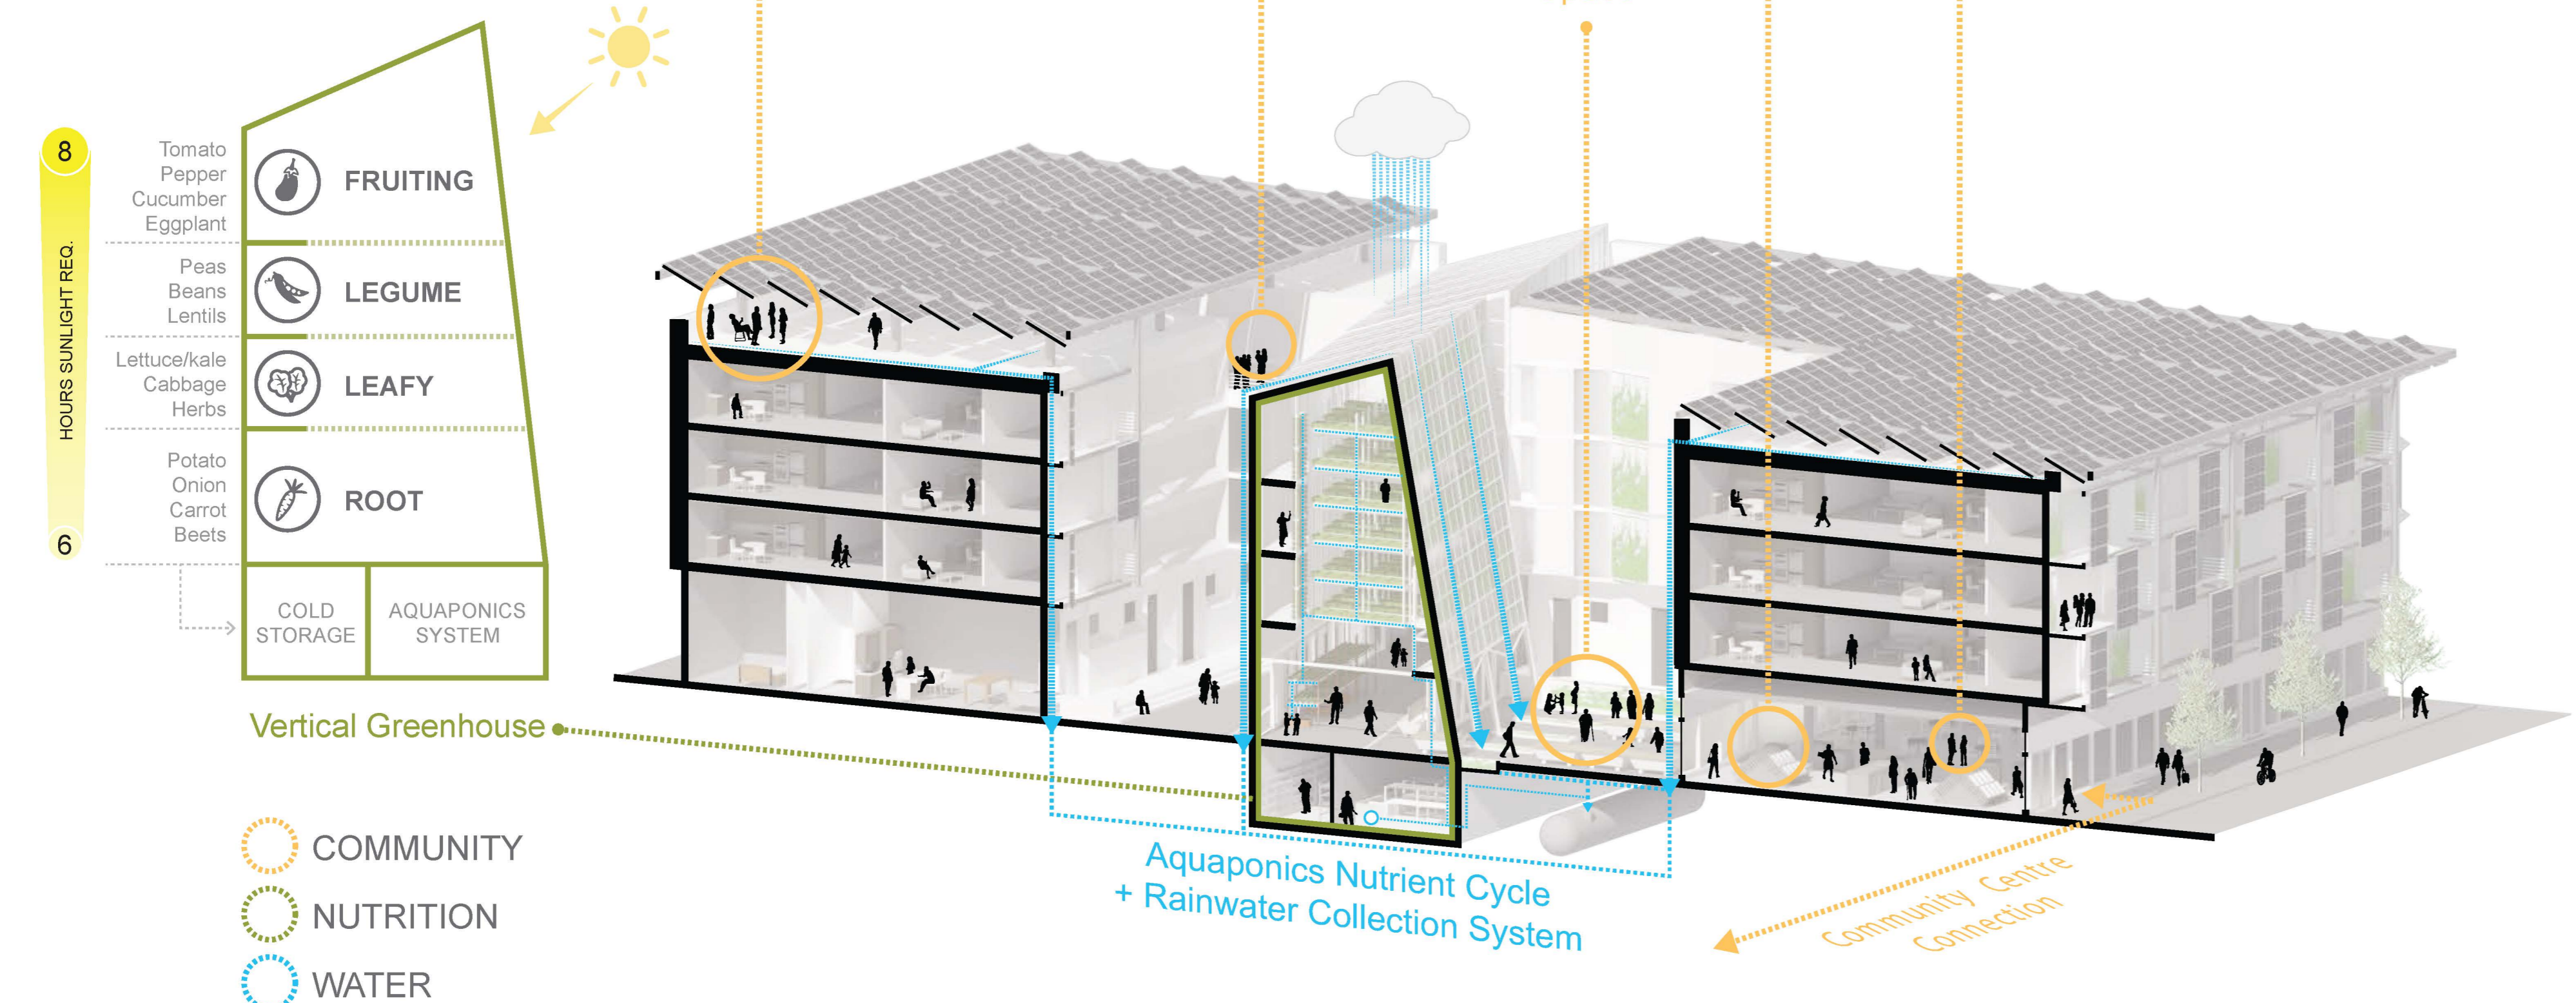 8
HOURS SUNLIGHT REQ.
6
Tomato
Pepper
Cucumber
Eggplant
FRUITING
Peas
Beans
Lentils
LEGUME
Lettuce/kale
Cabbage
Herbs
LEAFY
Potato
Onion
Carrot
Beets
ROOT
COLD
STORAGE
AQUAPONICS
SYSTEM
Vertical Greenhouse
COMMUNITY
NUTRITION
WATER
Aquaponics Nutrient Cycle
+ Rainwater Collection System
Community Centre
Connection